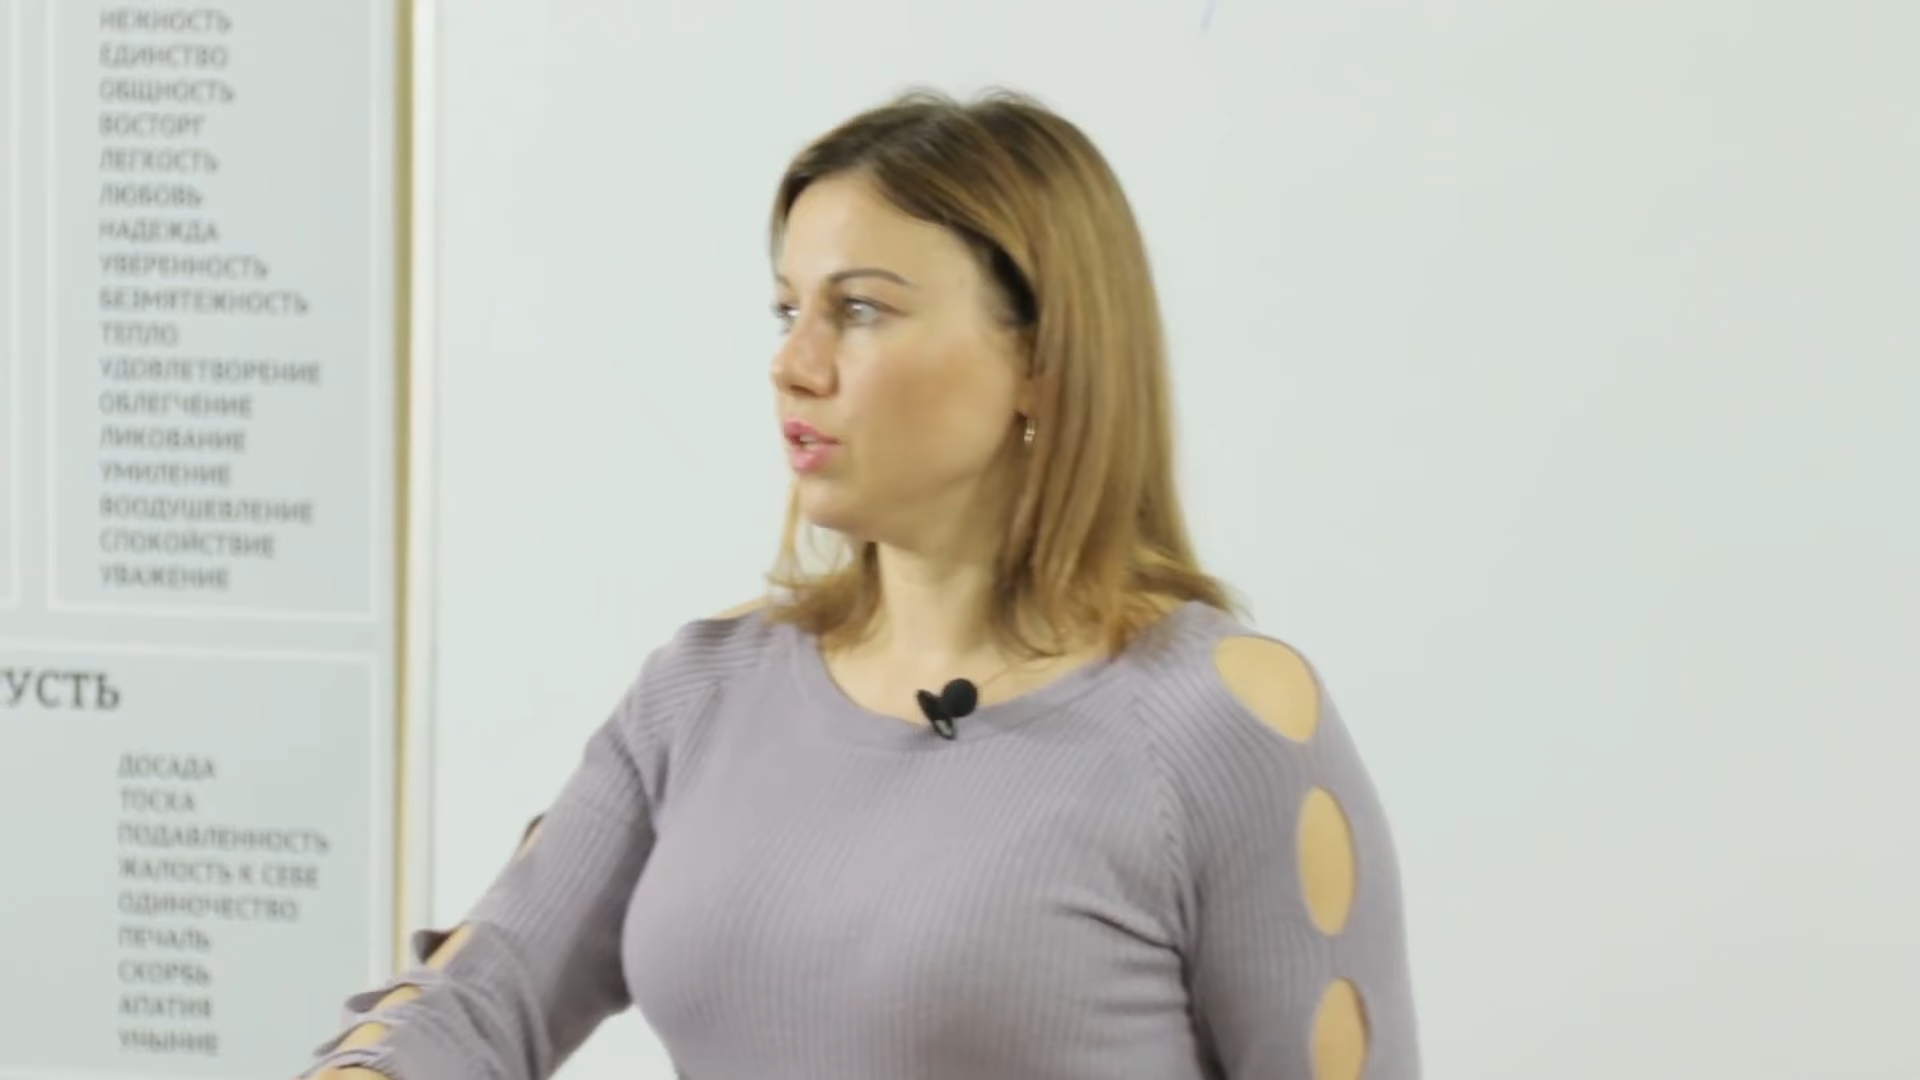 НЕЖНОСТЬ
ЕДИНСТВО
ОБЩНОСТЬ
ВОСТОРГ
ЛЕГКОСТЬ
ЛЮБОВЬ
НАДЕЖДА
УВЕРЕННОСТЬ
БЕЗМЯТЕЖНОСТЬ
ТЕПЛО
УДОВЛЕТВОРЕНИЕ
ОБЛЕГЧЕНИЕ
ЛИКОВАНИЕ
УМИЛЕНИЕ
ВООДУШЕВЛЕНИЕ
СПОКОЙСТВИЕ
УВАЖЕНИЕ
УСТЬ
ДОСАДА
ТОСКА
ПОДАВЛЕННОСТЬ
ЖАЛОСТЬ К СЕБЕ
ОДИНОЧЕСТВО
ПЕЧАЛЬ
СКОРБЬ
АПАТИЯ
УНЫНИЕ